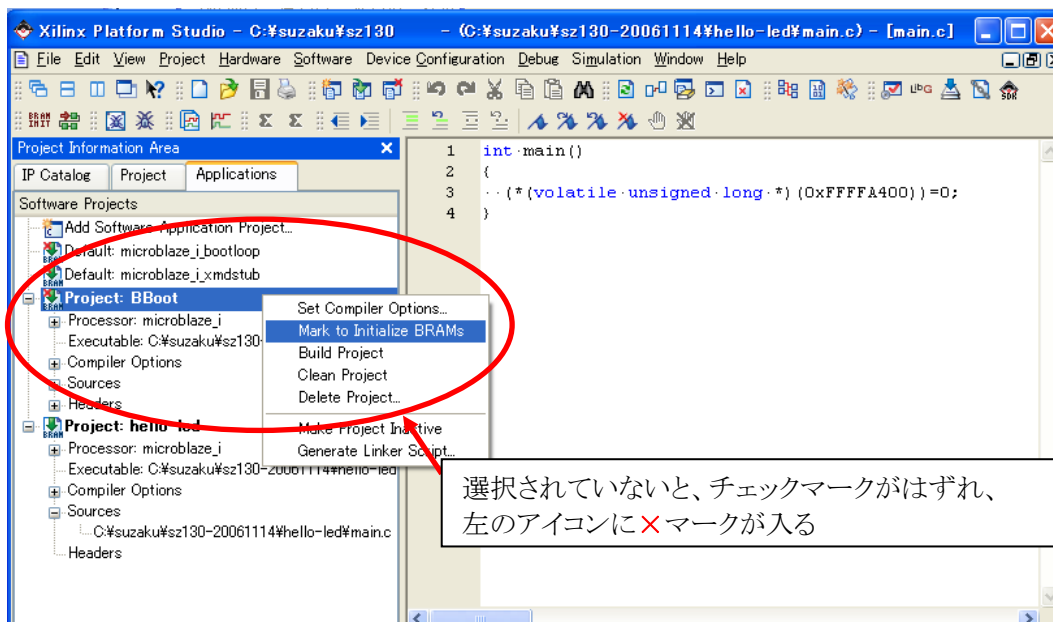 Xilinx Platform Studio - C:¥suzaku¥sz130 - (C:¥suzaku¥sz130-20061114¥hello-led¥main.c) - [main.c]
File Edit View Project Hardware Software Device Configuration Debug Simulation Window Help
Project Information Area
IP Catalog Project Applications
Software Projects
Add Software Application Project...
Default: microblaze_i_bootloop
Default: microblaze_i_xmdstub
Project: BBoot
Processor: microblaze_i
Executable: C:¥suzaku¥sz130-
Compiler Options
Sources
Headers
Project: hello-led
Processor: microblaze_i
Executable: C:¥suzaku¥sz130-20061114¥hello-led
Compiler Options
Sources
C:¥suzaku¥sz130-20061114¥hello-led¥main.c
Headers
Set Compiler Options...
Mark to Initialize BRAMs
Build Project
Clean Project
Delete Project...
Make Project Inactive
Generate Linker Script...
1 int·main()
2 {
3 ··(*(volatile·unsigned·long·*)(0xFFFFA400))=0;
4 }
選択されていないと、チェックマークがはずれ、
左のアイコンに×マークが入る